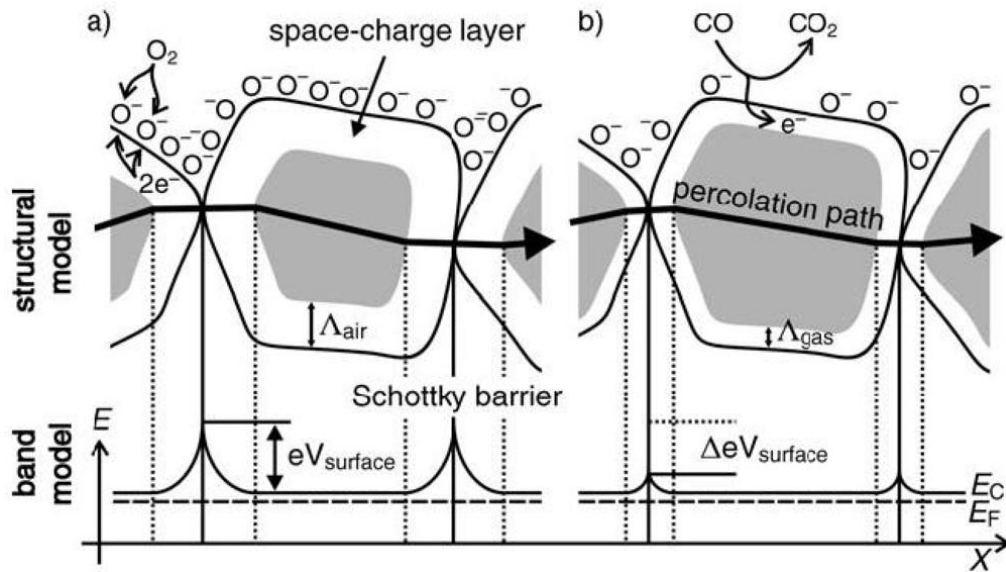 a)
O₂
space-charge layer
O⁻ O⁻ O⁻ O⁻ ⁻O O⁻ O⁻ O⁻ O⁻ O⁻ O⁻ O⁻ ⁻O O⁼ O⁻ O⁻
2e⁻
Λair
b)
CO CO₂
O⁻ O⁻ ⁻O O⁻ O⁻ O⁻ O⁻ O⁻ O⁻
e⁻
percolation path
Λgas
structural
model
Schottky barrier
E
eVsurface
ΔeVsurface
EC
EF
X
band
model